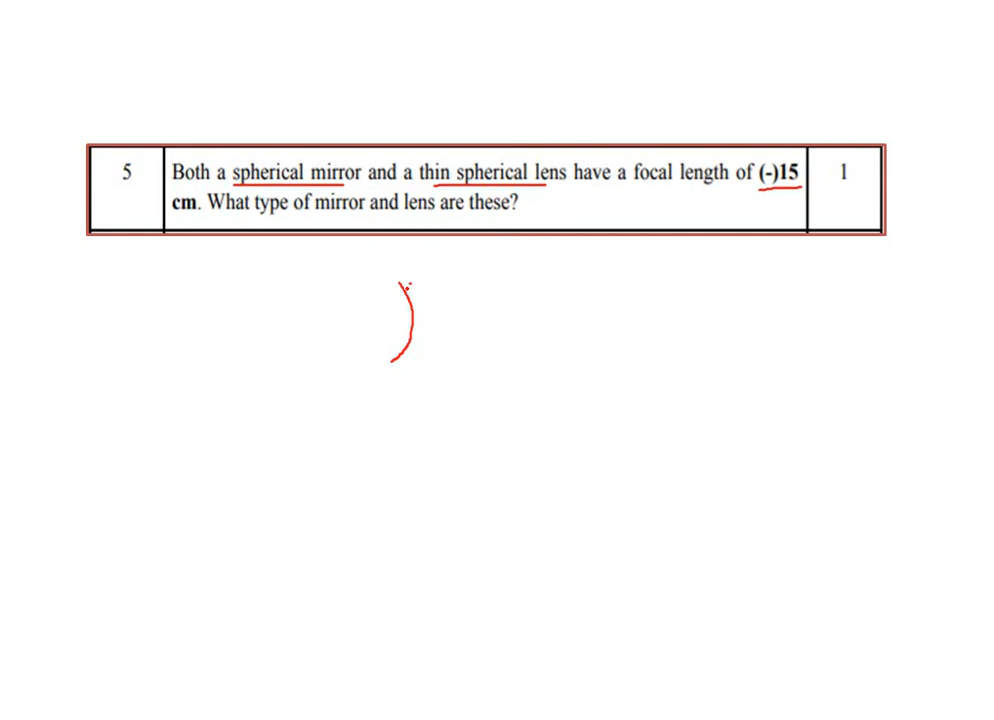 5 Both a spherical mirror and a thin spherical lens have a focal length of (-)15 1
cm. What type of mirror and lens are these?